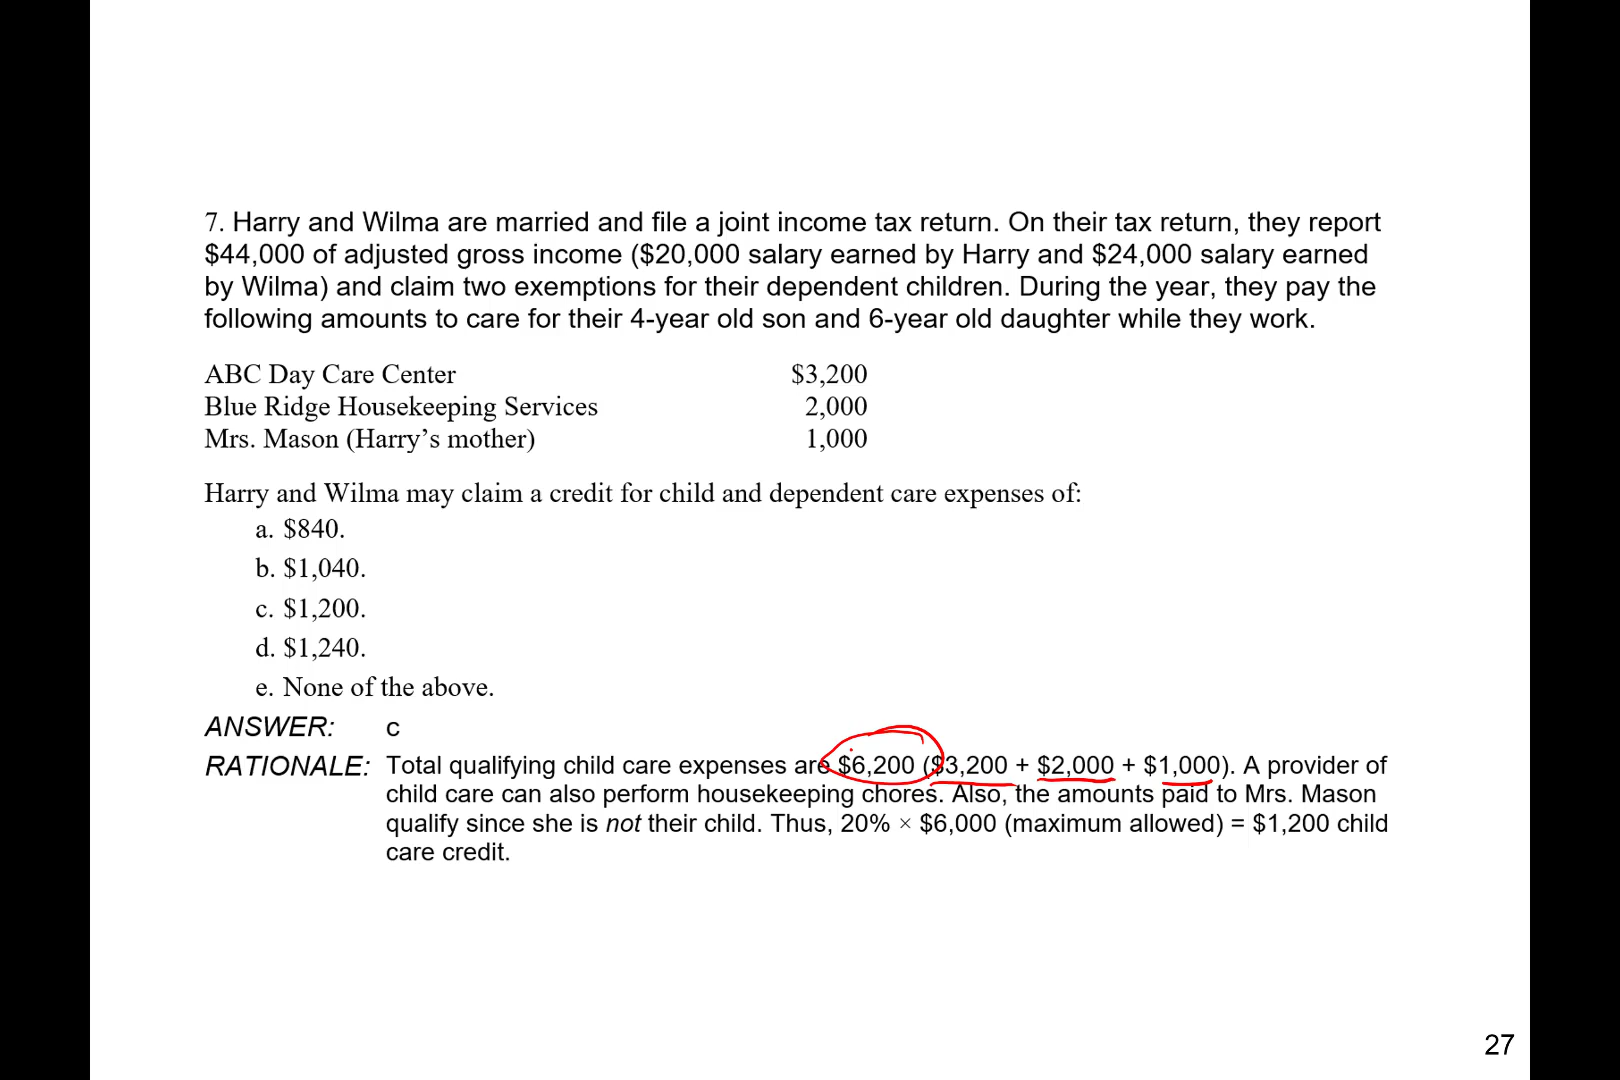 7. Harry and Wilma are married and file a joint income tax return. On their tax return, they report
$44,000 of adjusted gross income ($20,000 salary earned by Harry and $24,000 salary earned
by Wilma) and claim two exemptions for their dependent children. During the year, they pay the
following amounts to care for their 4-year old son and 6-year old daughter while they work.
ABC Day Care Center $3,200
Blue Ridge Housekeeping Services 2,000
Mrs. Mason (Harry’s mother) 1,000
Harry and Wilma may claim a credit for child and dependent care expenses of:
a. $840.
b. $1,040.
c. $1,200.
d. $1,240.
e. None of the above.
ANSWER: c
RATIONALE: Total qualifying child care expenses are $6,200 ($3,200 + $2,000 + $1,000). A provider of
child care can also perform housekeeping chores. Also, the amounts paid to Mrs. Mason
qualify since she is not their child. Thus, 20% × $6,000 (maximum allowed) = $1,200 child
care credit.
27